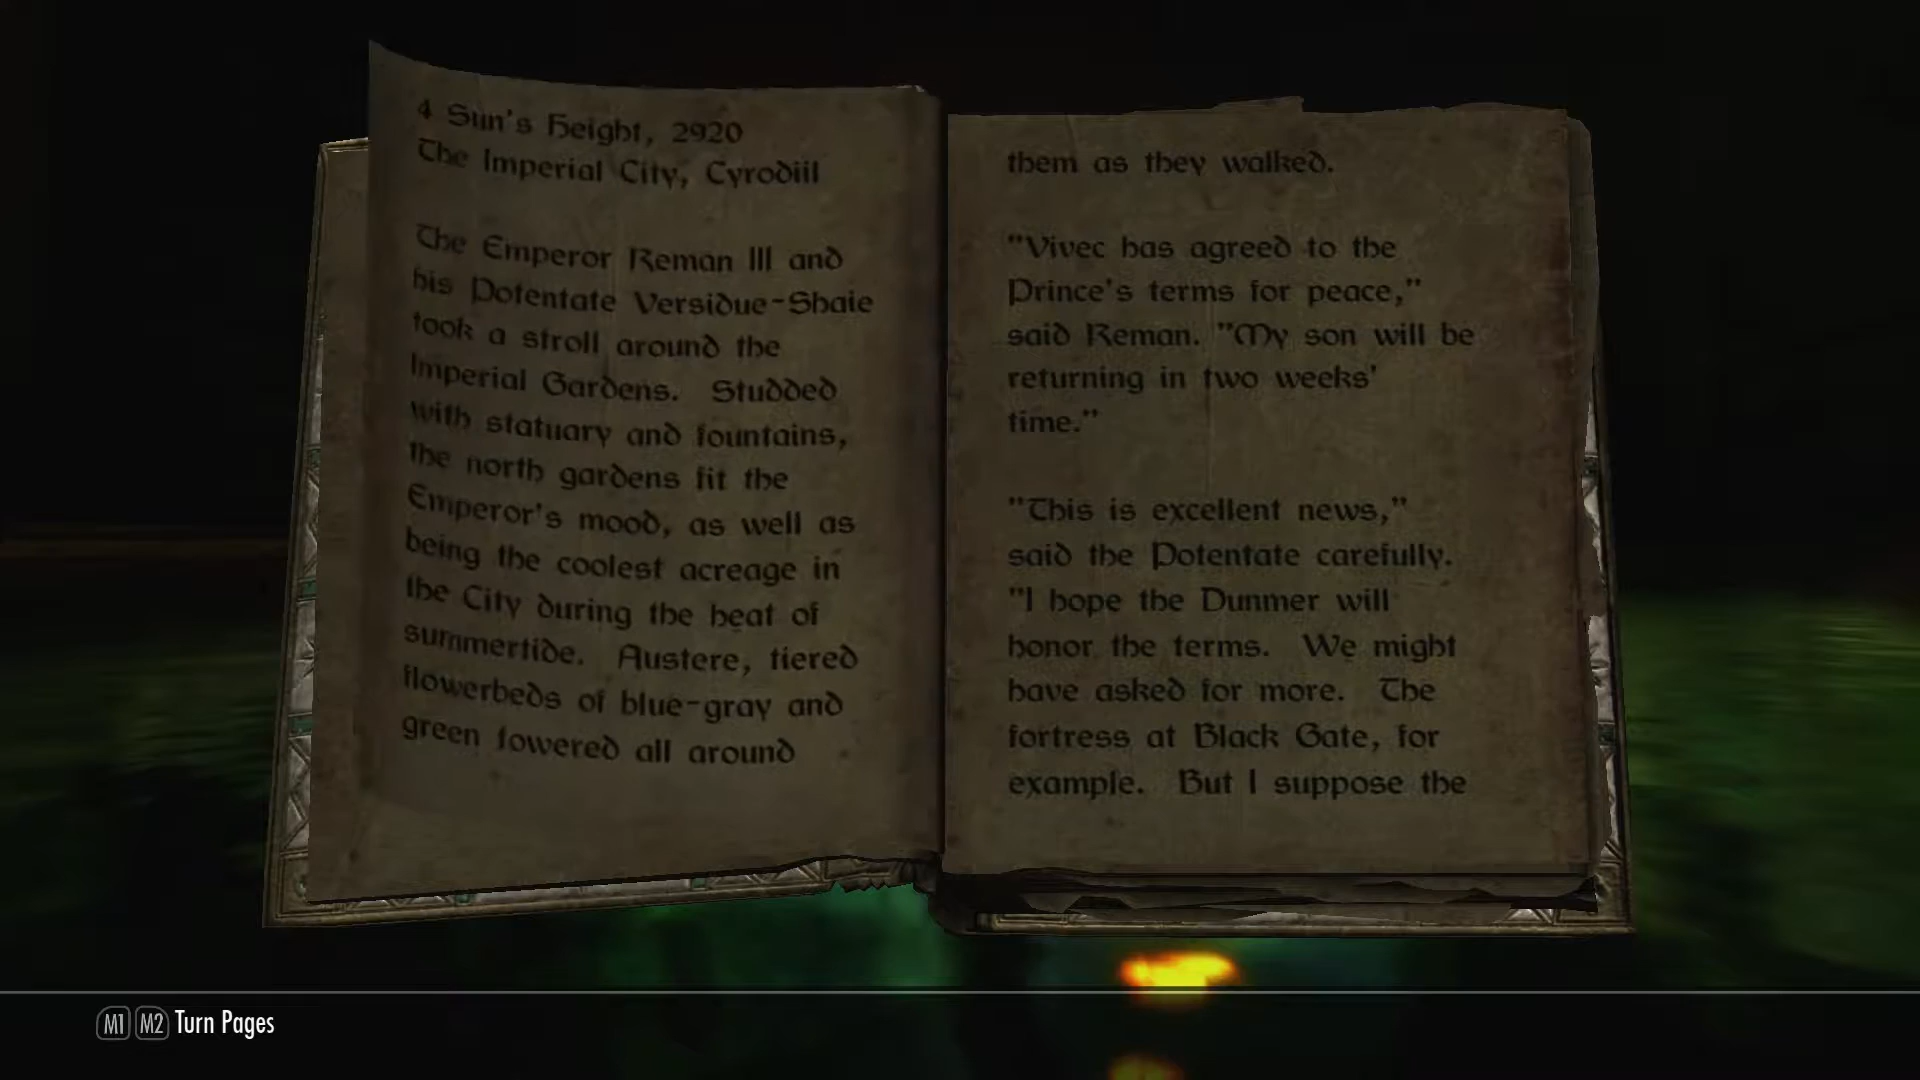 4 Sun's Height, 2920
The Imperial City, Cyrodiil
The Emperor Reman III and
his Potentate Versidue-Shaie
took a stroll around the
Imperial Gardens. Studded
with statuary and fountains,
the north gardens fit the
Emperor's mood, as well as
being the coolest acreage in
the City during the heat of
summertide. Austere, tiered
flowerbeds of blue-gray and
green towered all around
them as they walked.
"Vivec has agreed to the
Prince's terms for peace,"
said Reman. "My son will be
returning in two weeks'
time."
"This is excellent news,"
said the Potentate carefully.
"I hope the Dunmer will
honor the terms. We might
have asked for more. The
fortress at Black Gate, for
example. But I suppose the
M1 M2 Turn Pages